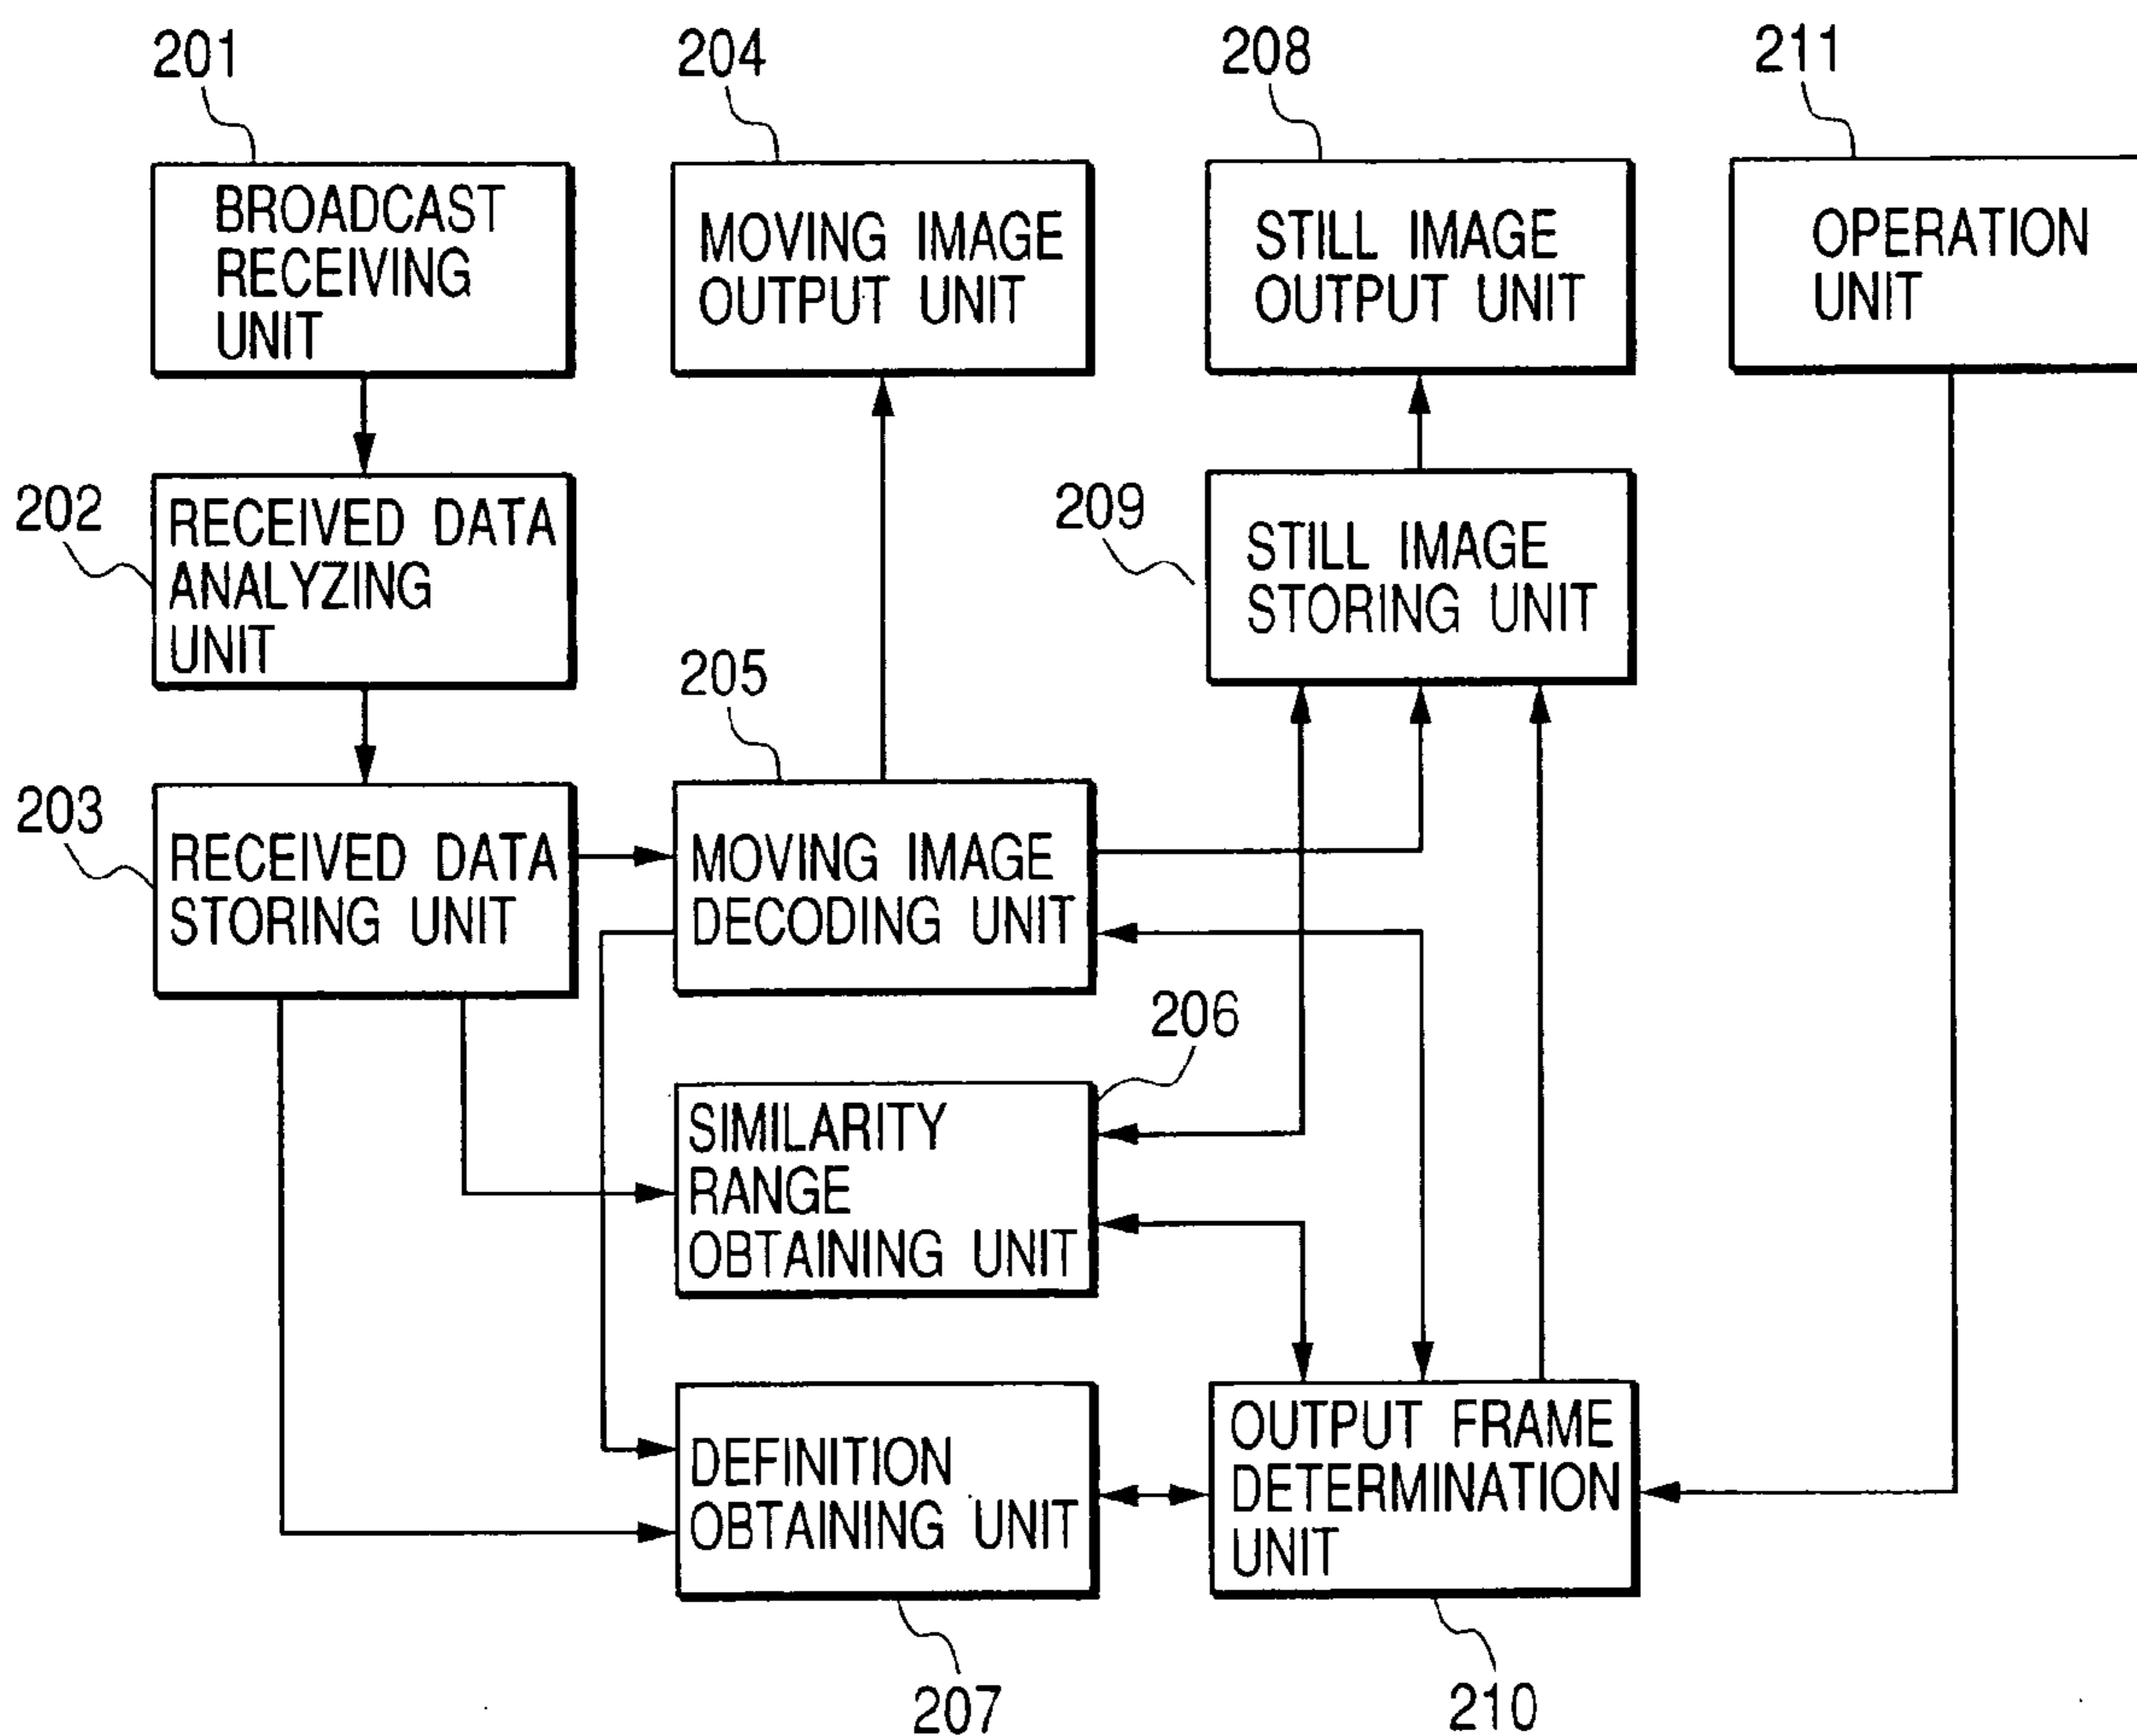 201
204
208
211
BROADCAST
RECEIVING
UNIT
MOVING IMAGE
OUTPUT UNIT
STILL IMAGE
OUTPUT UNIT
OPERATION
UNIT
202
RECEIVED DATA
ANALYZING
UNIT
209
STILL IMAGE
STORING UNIT
203
RECEIVED DATA
STORING UNIT
205
MOVING IMAGE
DECODING UNIT
206
SIMILARITY
RANGE
OBTAINING UNIT
DEFINITION
OBTAINING UNIT
OUTPUT FRAME
DETERMINATION
UNIT
207
210